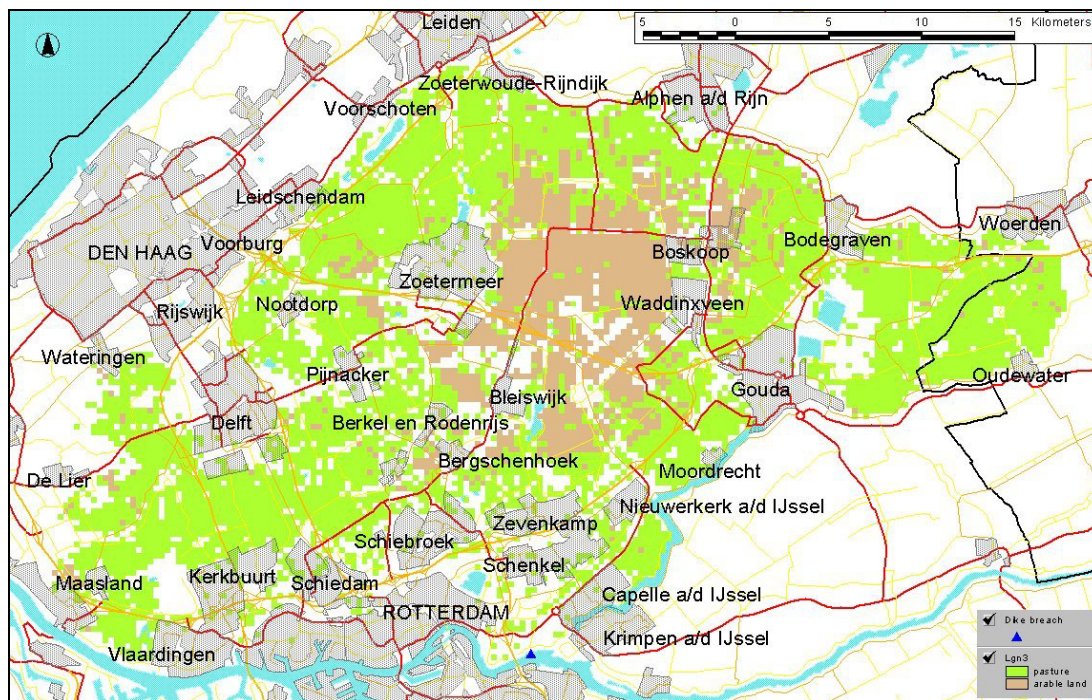 Leiden
5 0 5 10 15 Kilometers
Zoeterwoude-Rijndijk
Alphen a/d Rijn
Voorschoten
Leidschendam
Woerden
DEN HAAG
Voorburg
Boskoop
Bodegraven
Zoetermeer
Nootdorp
Waddinxveen
Rijswijk
Wateringen
Pijnacker
Gouda
Oudewater
Bleiswijk
Delft
Berkel en Rodenrijs
Bergschenhoek
Moordrecht
De Lier
Nieuwerkerk a/d IJssel
Zevenkamp
Schiebroek
Schenkel
Maasland
Kerkbuurt
Schiedam
Capelle a/d IJssel
ROTTERDAM
Krimpen a/d IJssel
Vlaardingen
Dike breach
Lgn3
pasture
arable land